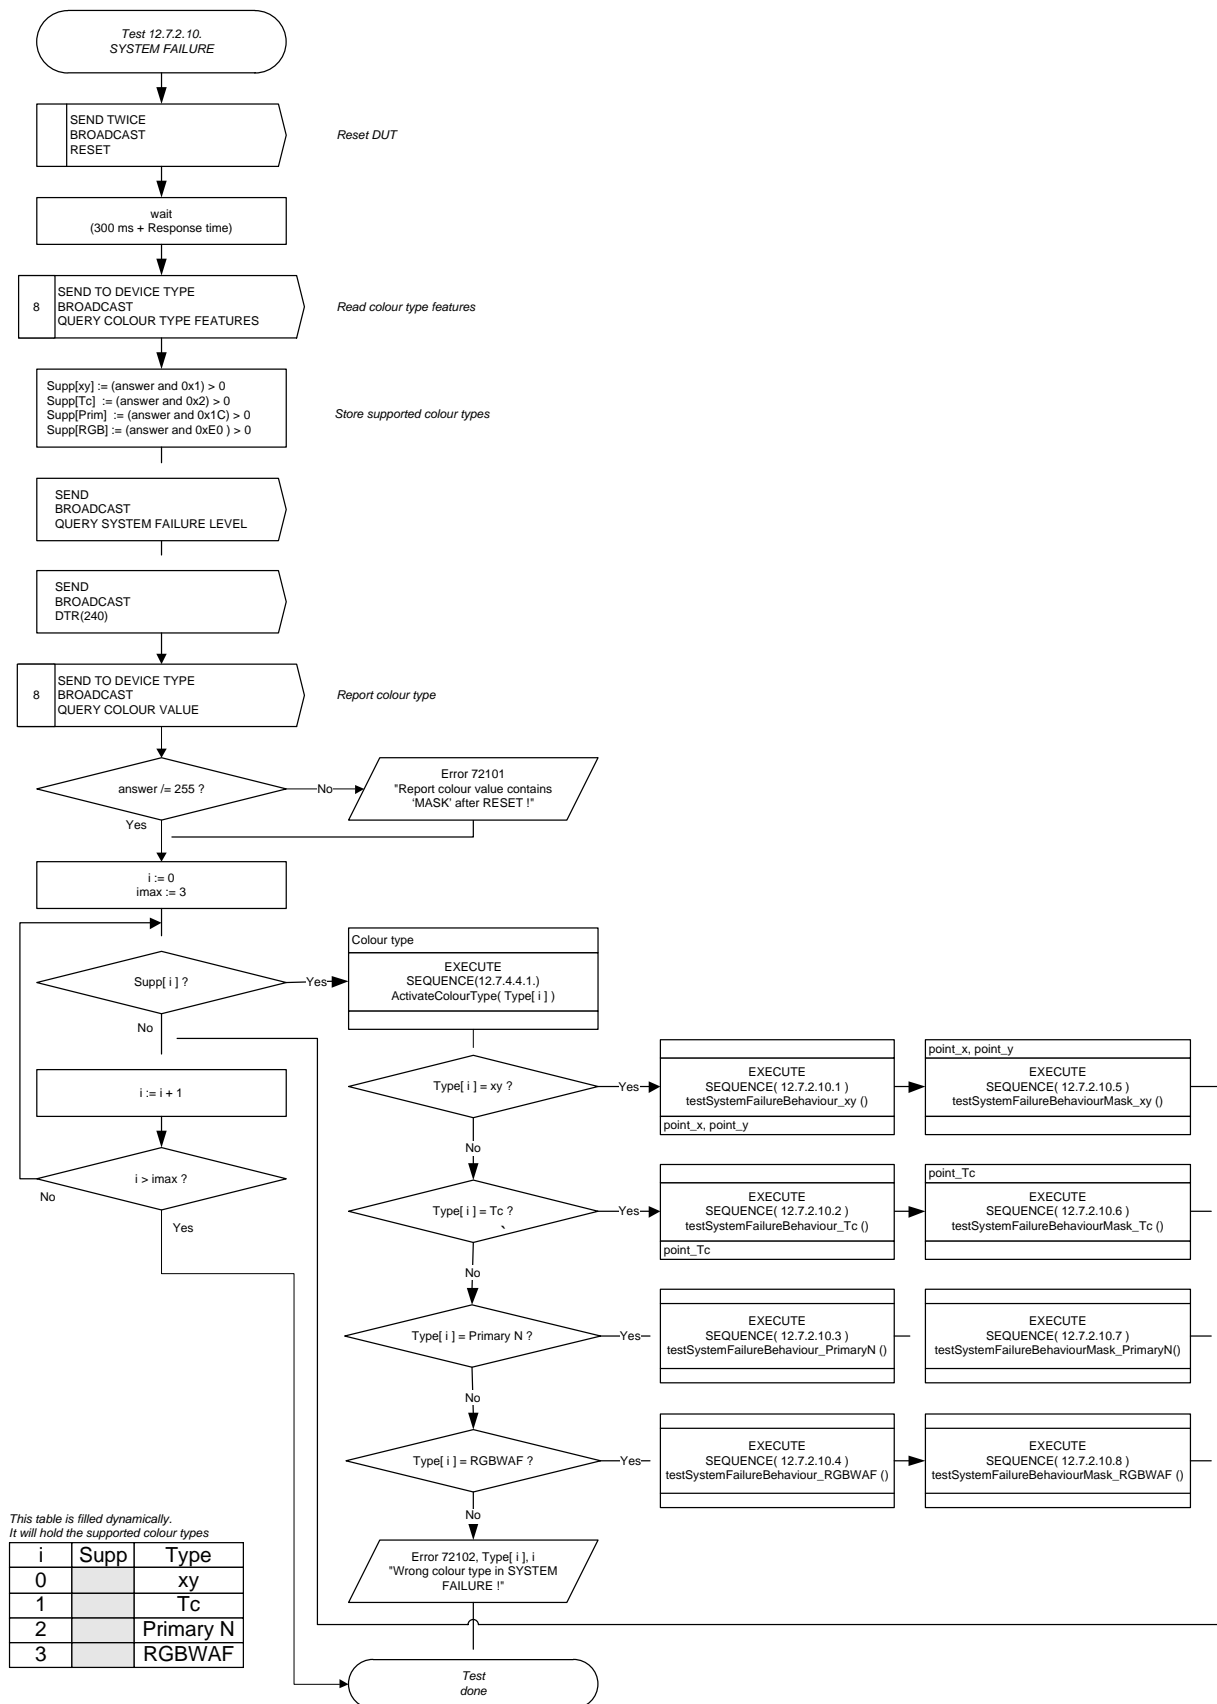 Test 12.7.2.10.
SYSTEM FAILURE
SEND TWICE
BROADCAST
RESET
Reset DUT
wait
(300 ms + Response time)
8
SEND TO DEVICE TYPE
BROADCAST
QUERY COLOUR TYPE FEATURES
Read colour type features
Supp[xy] := (answer and 0x1) > 0
Supp[Tc] := (answer and 0x2) > 0
Supp[Prim] := (answer and 0x1C) > 0
Supp[RGB] := (answer and 0xE0 ) > 0
Store supported colour types
SEND
BROADCAST
QUERY SYSTEM FAILURE LEVEL
SEND
BROADCAST
DTR(240)
8
SEND TO DEVICE TYPE
BROADCAST
QUERY COLOUR VALUE
Report colour type
answer /= 255 ?
No
Yes
Error 72101
"Report colour value contains
‘MASK’ after RESET !"
i := 0
imax := 3
Supp[ i ] ?
Yes
No
Colour type
EXECUTE
SEQUENCE(12.7.4.4.1.)
ActivateColourType( Type[ i ] )
i := i + 1
i > imax ?
No
Yes
Type[ i ] = xy ?
Yes
No
EXECUTE
SEQUENCE( 12.7.2.10.1 )
testSystemFailureBehaviour_xy ()
point_x, point_y
point_x, point_y
EXECUTE
SEQUENCE( 12.7.2.10.5 )
testSystemFailureBehaviourMask_xy ()
Type[ i ] = Tc ?
`
Yes
No
EXECUTE
SEQUENCE( 12.7.2.10.2 )
testSystemFailureBehaviour_Tc ()
point_Tc
point_Tc
EXECUTE
SEQUENCE( 12.7.2.10.6 )
testSystemFailureBehaviourMask_Tc ()
Type[ i ] = Primary N ?
Yes
No
EXECUTE
SEQUENCE( 12.7.2.10.3 )
testSystemFailureBehaviour_PrimaryN ()
EXECUTE
SEQUENCE( 12.7.2.10.7 )
testSystemFailureBehaviourMask_PrimaryN()
Type[ i ] = RGBWAF ?
Yes
No
EXECUTE
SEQUENCE( 12.7.2.10.4 )
testSystemFailureBehaviour_RGBWAF ()
EXECUTE
SEQUENCE( 12.7.2.10.8 )
testSystemFailureBehaviourMask_RGBWAF ()
Error 72102, Type[ i ], i
"Wrong colour type in SYSTEM
FAILURE !"
This table is filled dynamically.
It will hold the supported colour types
i Supp Type
0 xy
1 Tc
2 Primary N
3 RGBWAF
Test
done